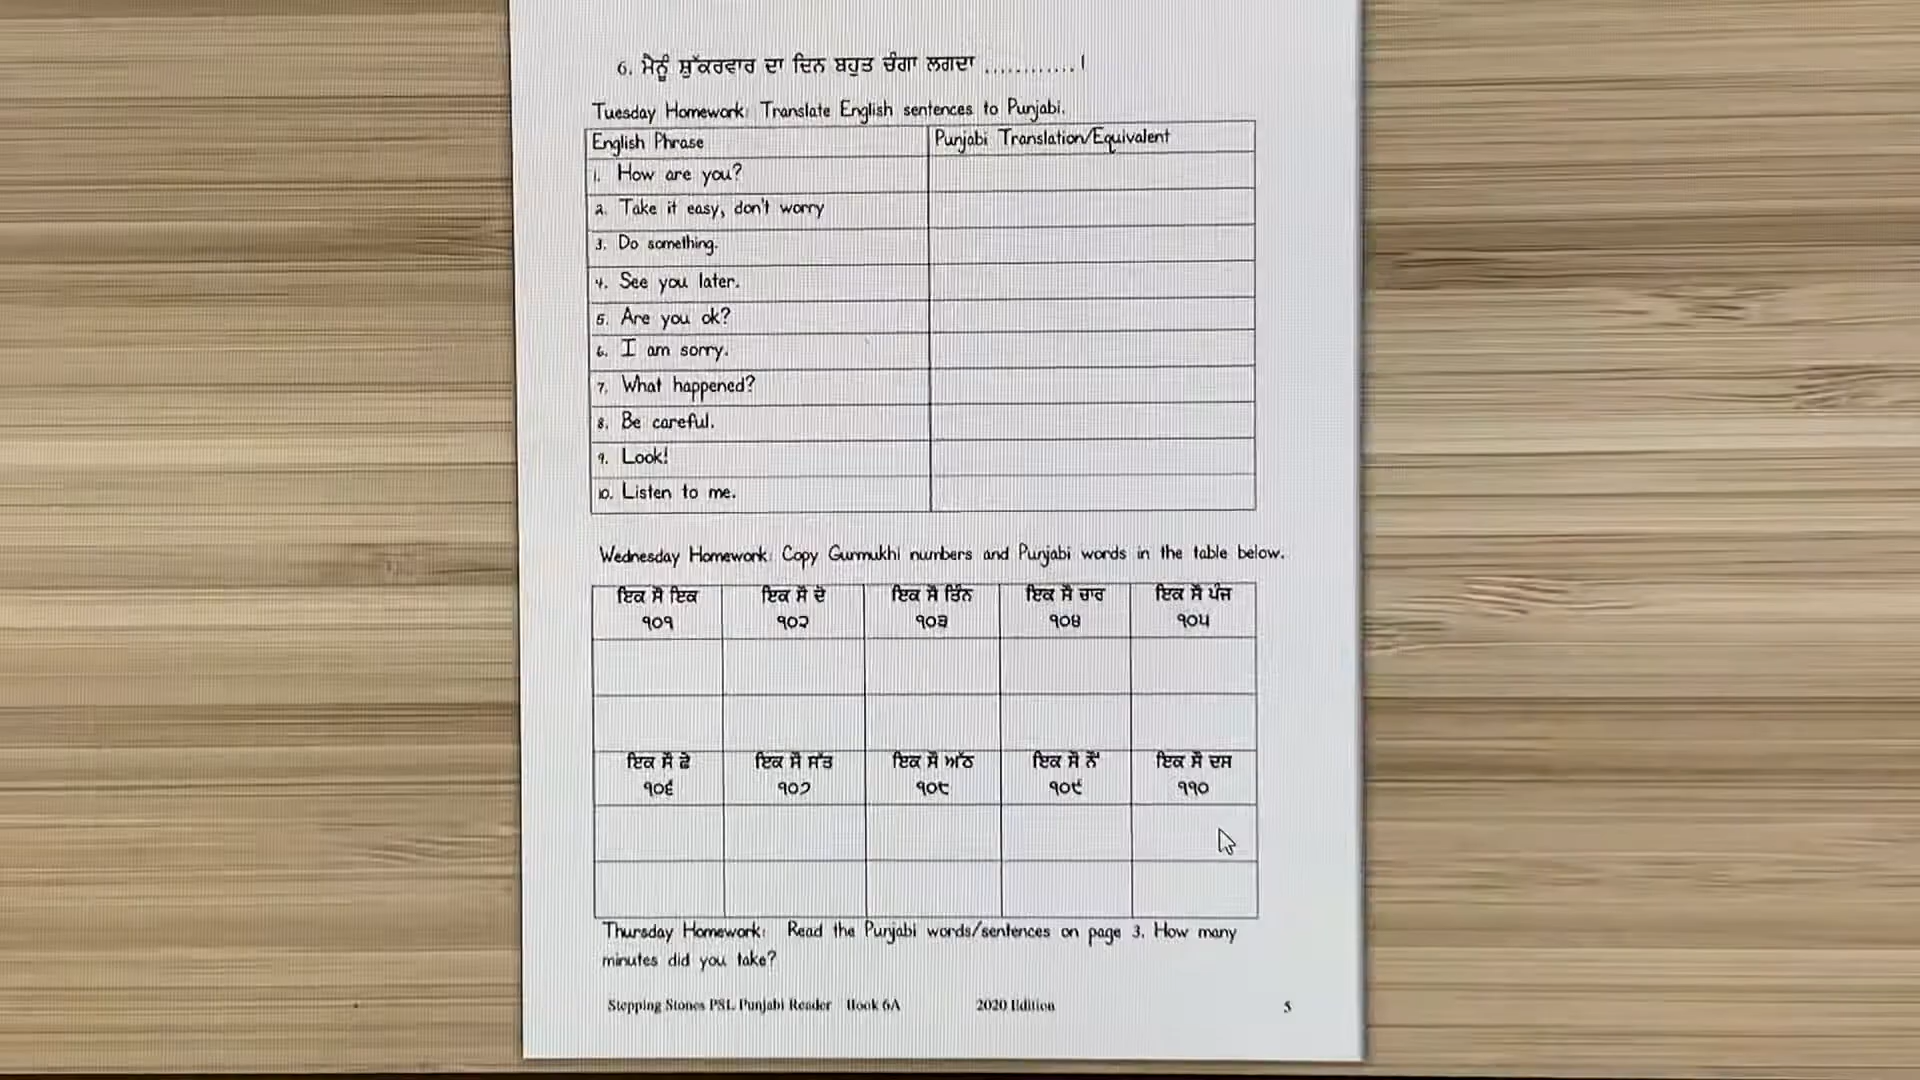 6. ਮੈਨੂੰ ਸ਼ੁੱਕਰਵਾਰ ਦਾ ਦਿਨ ਬਹੁਤ ਚੰਗਾ ਲਗਦਾ ............।
Tuesday Homework: Translate English sentences to Punjabi.
English Phrase Punjabi Translation/Equivalent
1. How are you?
2. Take it easy, don't worry
3. Do something.
4. See you later.
5. Are you ok?
6. I am sorry.
7. What happened?
8. Be careful.
9. Look!
10. Listen to me.
Wednesday Homework: Copy Gurmukhi numbers and Punjabi words in the table below.
ਇਕ ਸੌ ਇਕ ਇਕ ਸੌ ਦੋ ਇਕ ਸੌ ਤਿੰਨ ਇਕ ਸੌ ਚਾਰ ਇਕ ਸੌ ਪੰਜ
੧੦੧ ੧੦੨ ੧੦੩ ੧੦੪ ੧੦੫
ਇਕ ਸੌ ਛੇ ਇਕ ਸੌ ਸੱਤ ਇਕ ਸੌ ਅੱਠ ਇਕ ਸੌ ਨੌਂ ਇਕ ਸੌ ਦਸ
੧੦੬ ੧੦੭ ੧੦੮ ੧੦੯ ੧੧੦
Thursday Homework: Read the Punjabi words/sentences on page 3. How many
minutes did you take?
Stepping Stones PSL Punjabi Reader Book 6A 2020 Edition 5